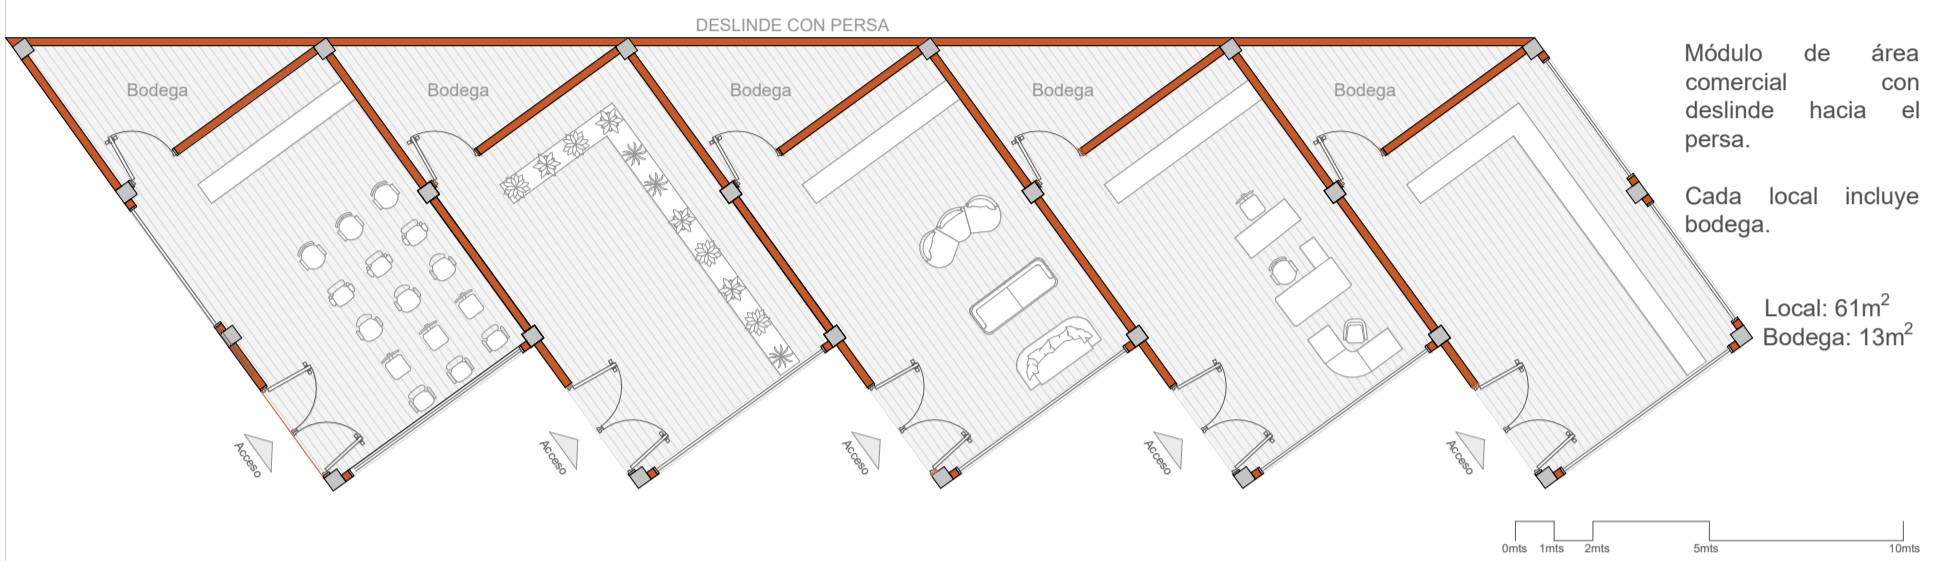 DESLINDE CON PERSA
Bodega
Bodega
Bodega
Bodega
Bodega
Módulo de área
comercial con
deslinde hacia el
persa.
Cada local incluye
bodega.
Local: 61m²
Bodega: 13m²
Acceso
Acceso
Acceso
Acceso
Acceso
0mts 1mts 2mts 5mts 10mts